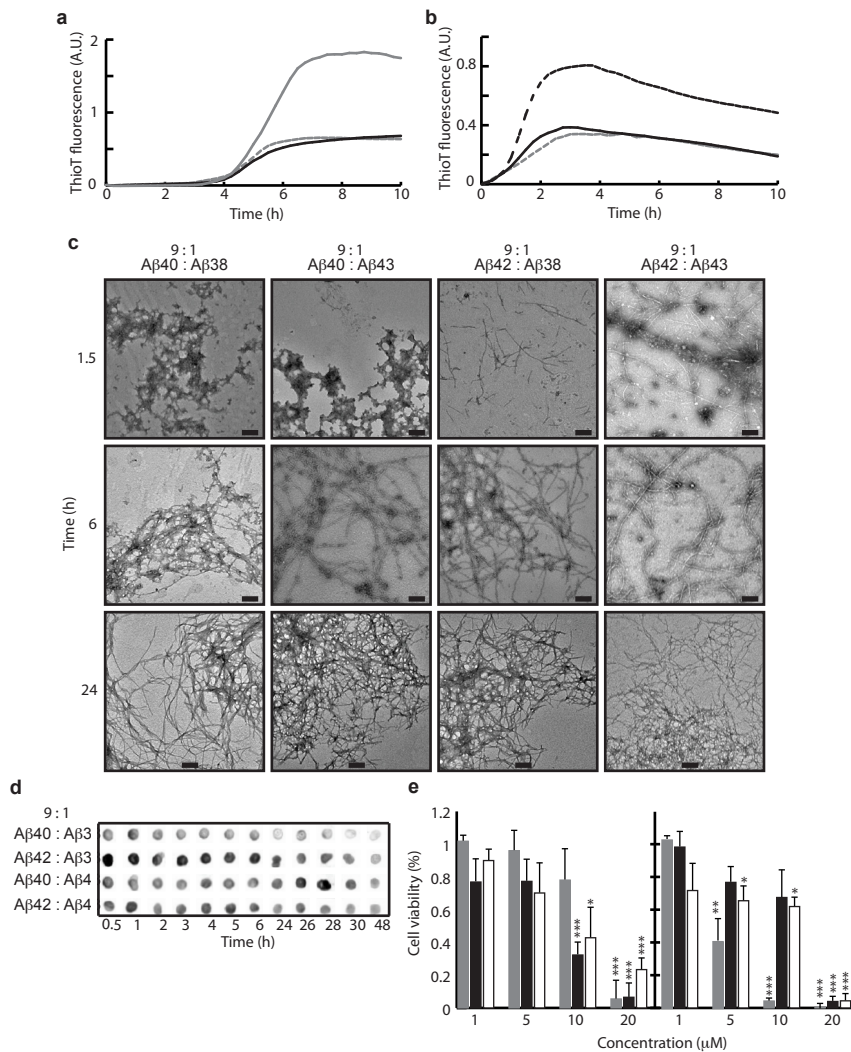 a
b
ThioT fluorescence (A.U.)
2
1
0
0 2 4 6 8 10
Time (h)
ThioT fluorescence (A.U.)
0.8
0.4
0
0 2 4 6 8 10
Time (h)
c
9 : 1
Aβ40 : Aβ38
9 : 1
Aβ40 : Aβ43
9 : 1
Aβ42 : Aβ38
9 : 1
Aβ42 : Aβ43
Time (h)
1.5
6
24
d
9 : 1
Aβ40 : Aβ3
Aβ42 : Aβ3
Aβ40 : Aβ4
Aβ42 : Aβ4
0.5 1 2 3 4 5 6 24 26 28 30 48
Time (h)
e
Cell viability (%)
1.2
1
0.8
0.6
0.4
0.2
0
*** * *** *** *** ** * *** * *** *** ***
1 5 10 20 1 5 10 20
Concentration (µM)